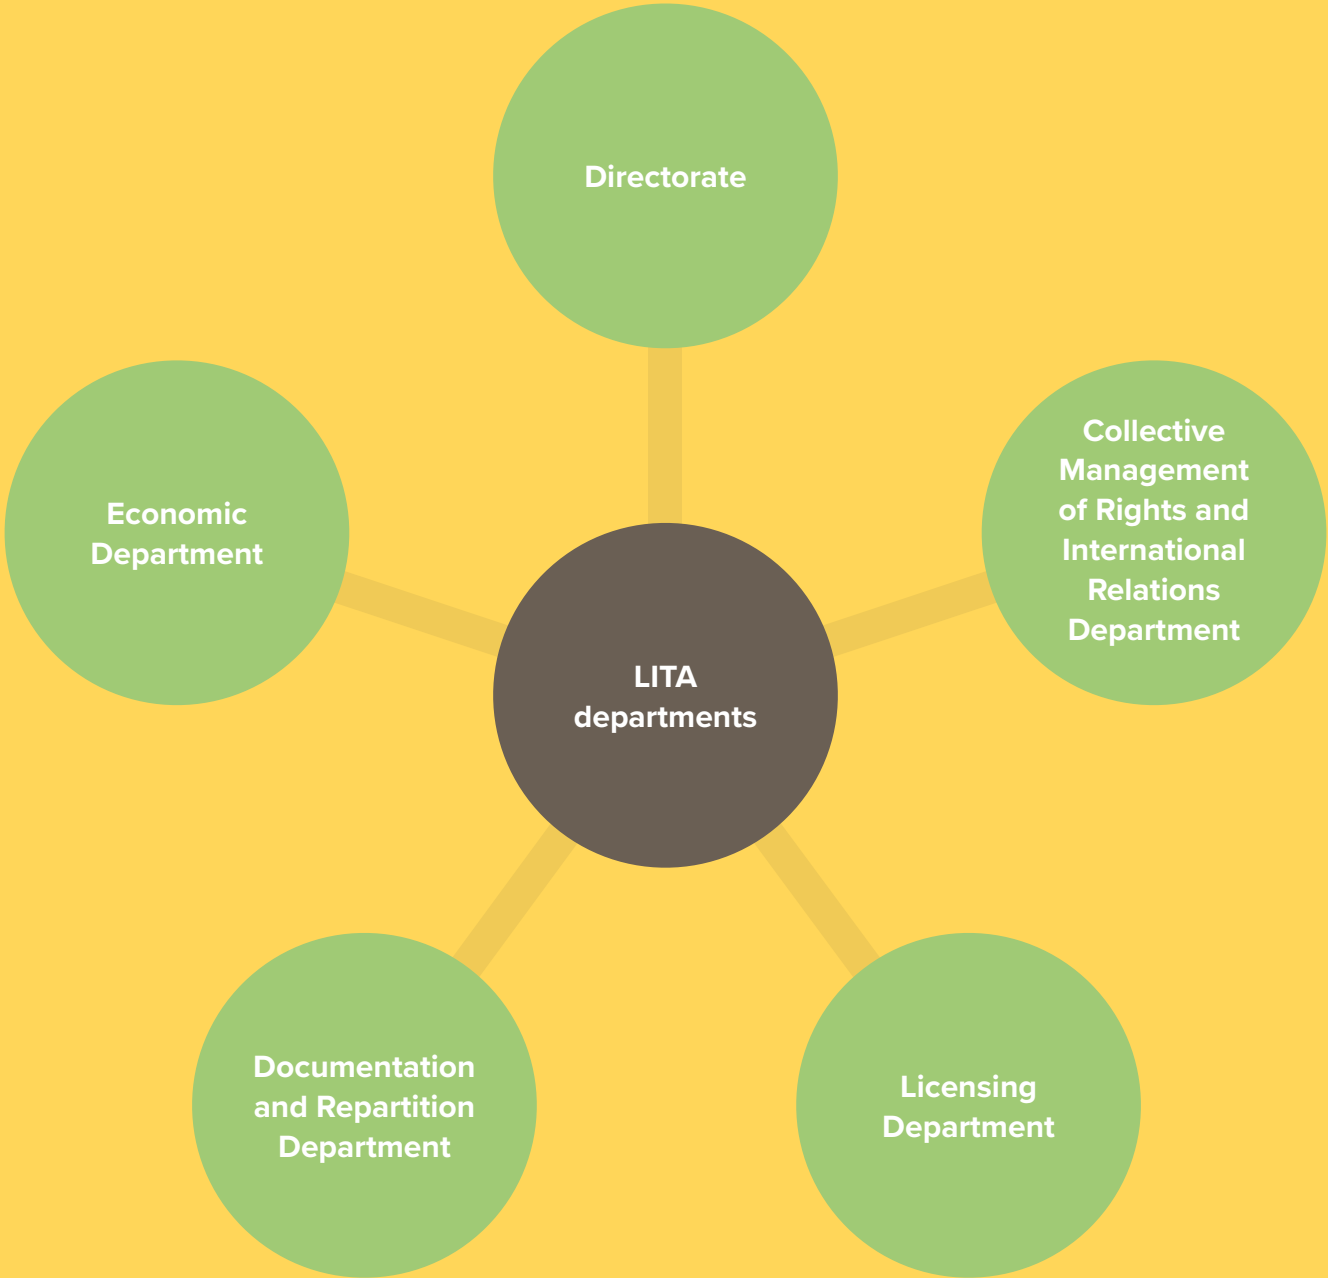 Directorate
Collective
Management
of Rights and
International
Relations
Department
Economic
Department
LITA
departments
Documentation
and Repartition
Department
Licensing
Department